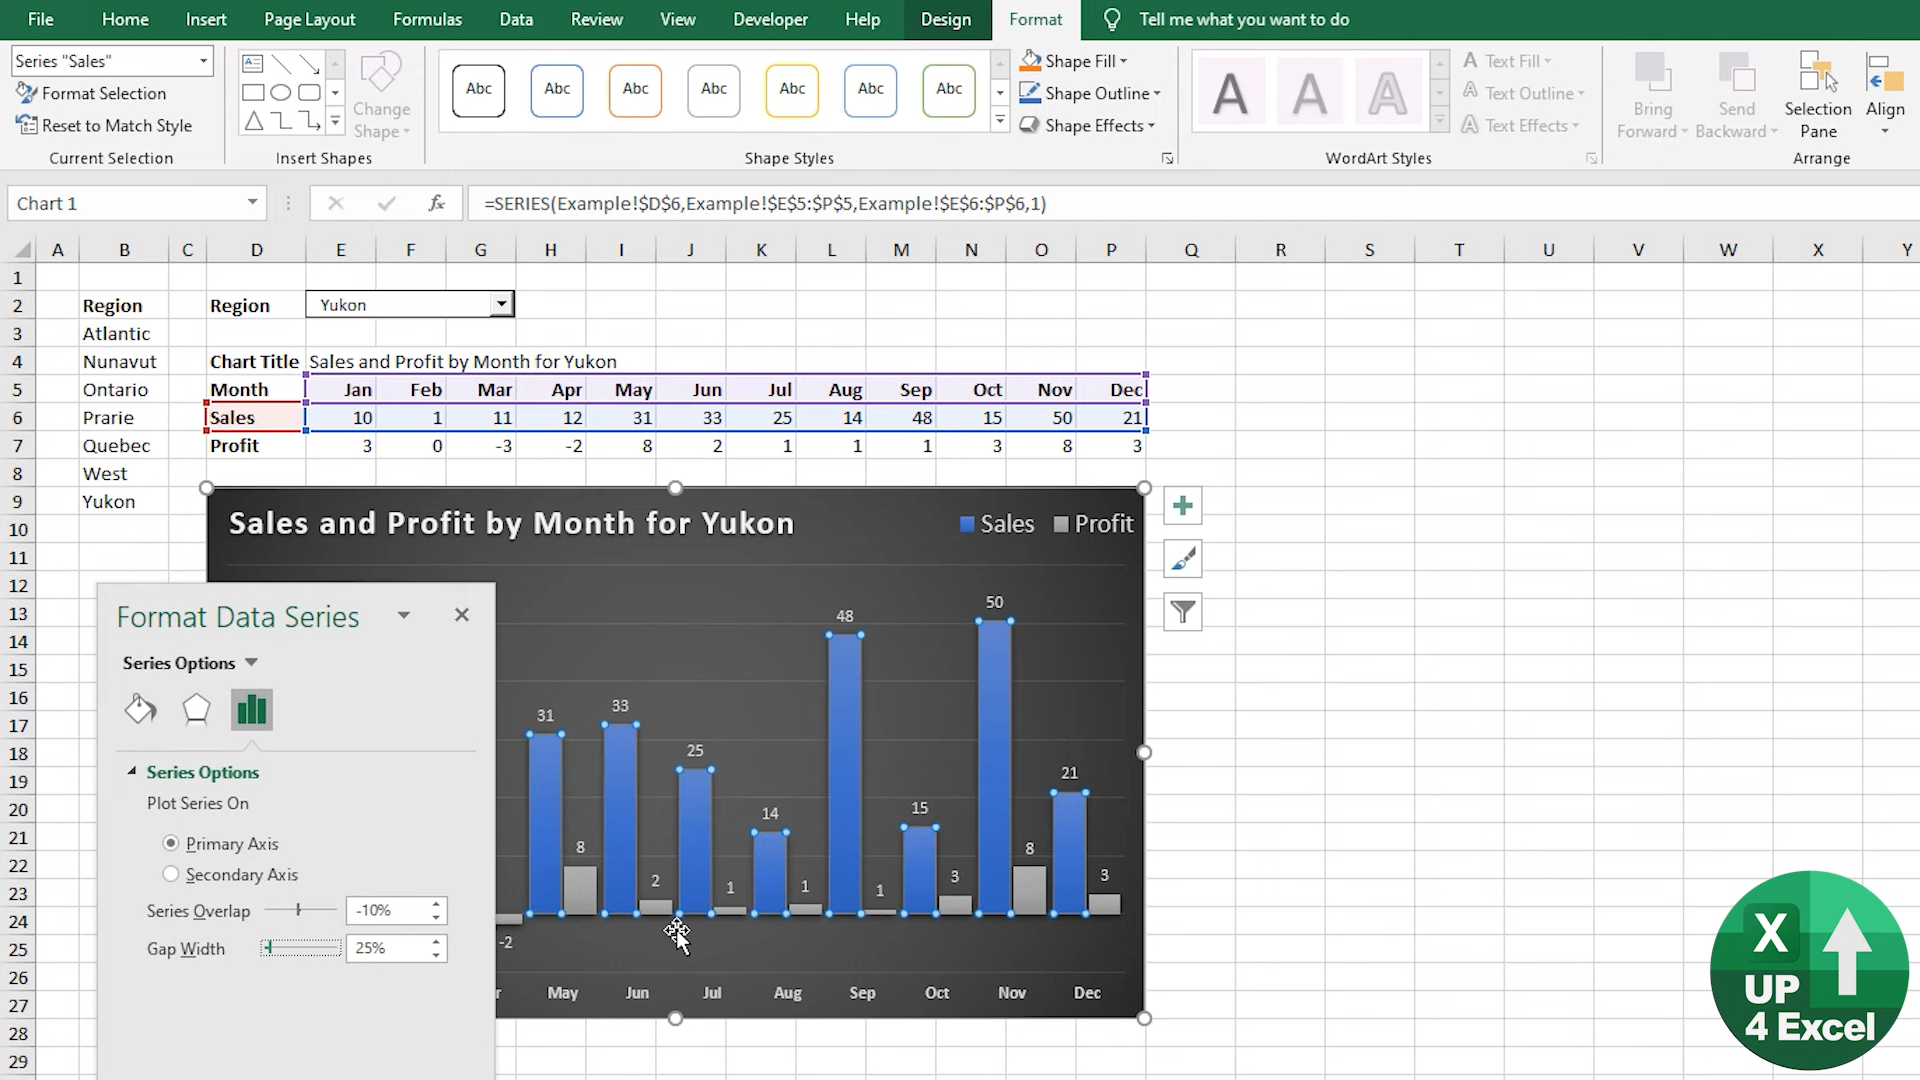 File Home Insert Page Layout Formulas Data Review View Developer Help Design Format Tell me what you want to do
Series "Sales"
Format Selection
Reset to Match Style
Current Selection
Change
Shape
Insert Shapes
Abc Abc Abc Abc Abc Abc Abc
Shape Fill
Shape Outline
Shape Effects
Shape Styles
A A A
A Text Fill
A Text Outline
A Text Effects
WordArt Styles
Bring
Forward
Send
Backward
Selection
Pane
Align
Arrange
Chart 1 fx =SERIES(Example!$D$6,Example!$E$5:$P$5,Example!$E$6:$P$6,1)
A B C D E F G H I J K L M N O P Q R S T U V W X Y
1
2 Region Region Yukon
3 Atlantic
4 Nunavut Chart Title Sales and Profit by Month for Yukon
5 Ontario Month Jan Feb Mar Apr May Jun Jul Aug Sep Oct Nov Dec
6 Prarie Sales 10 1 11 12 31 33 25 14 48 15 50 21
7 Quebec Profit 3 0 -3 -2 8 2 1 1 1 3 8 3
8 West
9 Yukon
10
11
12
13
14
15
16
17
18
19
20
21
22
23
24
25
26
27
28
29
Sales and Profit by Month for Yukon
Sales Profit
31 33 25 14 48 15 50 21
8 2 1 1 1 3 8 3
-2
r May Jun Jul Aug Sep Oct Nov Dec
Format Data Series
Series Options
Series Options
Plot Series On
Primary Axis
Secondary Axis
Series Overlap -10%
Gap Width 25%
X
UP
4 Excel